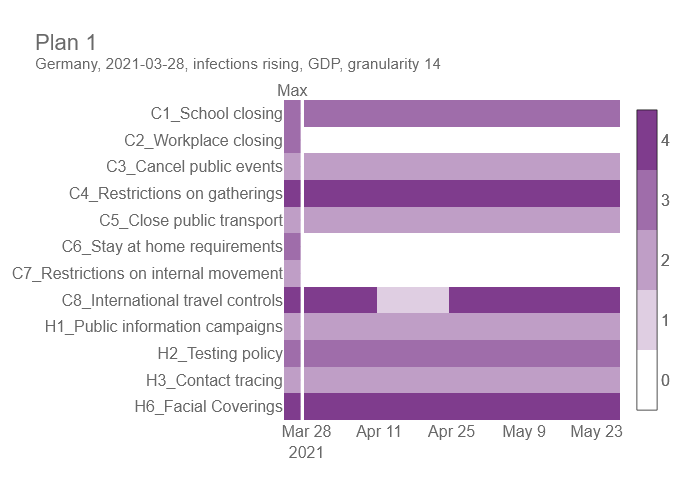 Plan 1
Germany, 2021-03-28, infections rising, GDP, granularity 14
Max
C1_School closing
C2_Workplace closing
C3_Cancel public events
C4_Restrictions on gatherings
C5_Close public transport
C6_Stay at home requirements
C7_Restrictions on internal movement
C8_International travel controls
H1_Public information campaigns
H2_Testing policy
H3_Contact tracing
H6_Facial Coverings
Mar 28 Apr 11 Apr 25 May 9 May 23
2021
4
3
2
1
0